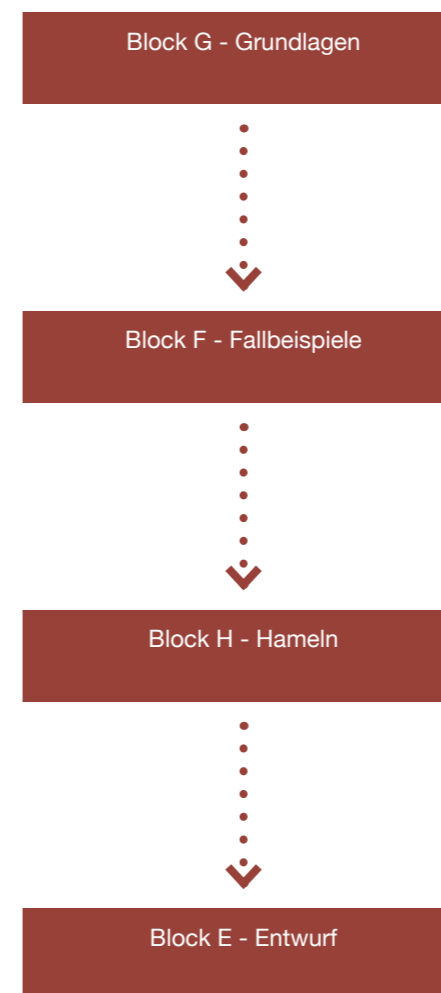 Block G - Grundlagen
Block F - Fallbeispiele
Block H - Hameln
Block E - Entwurf